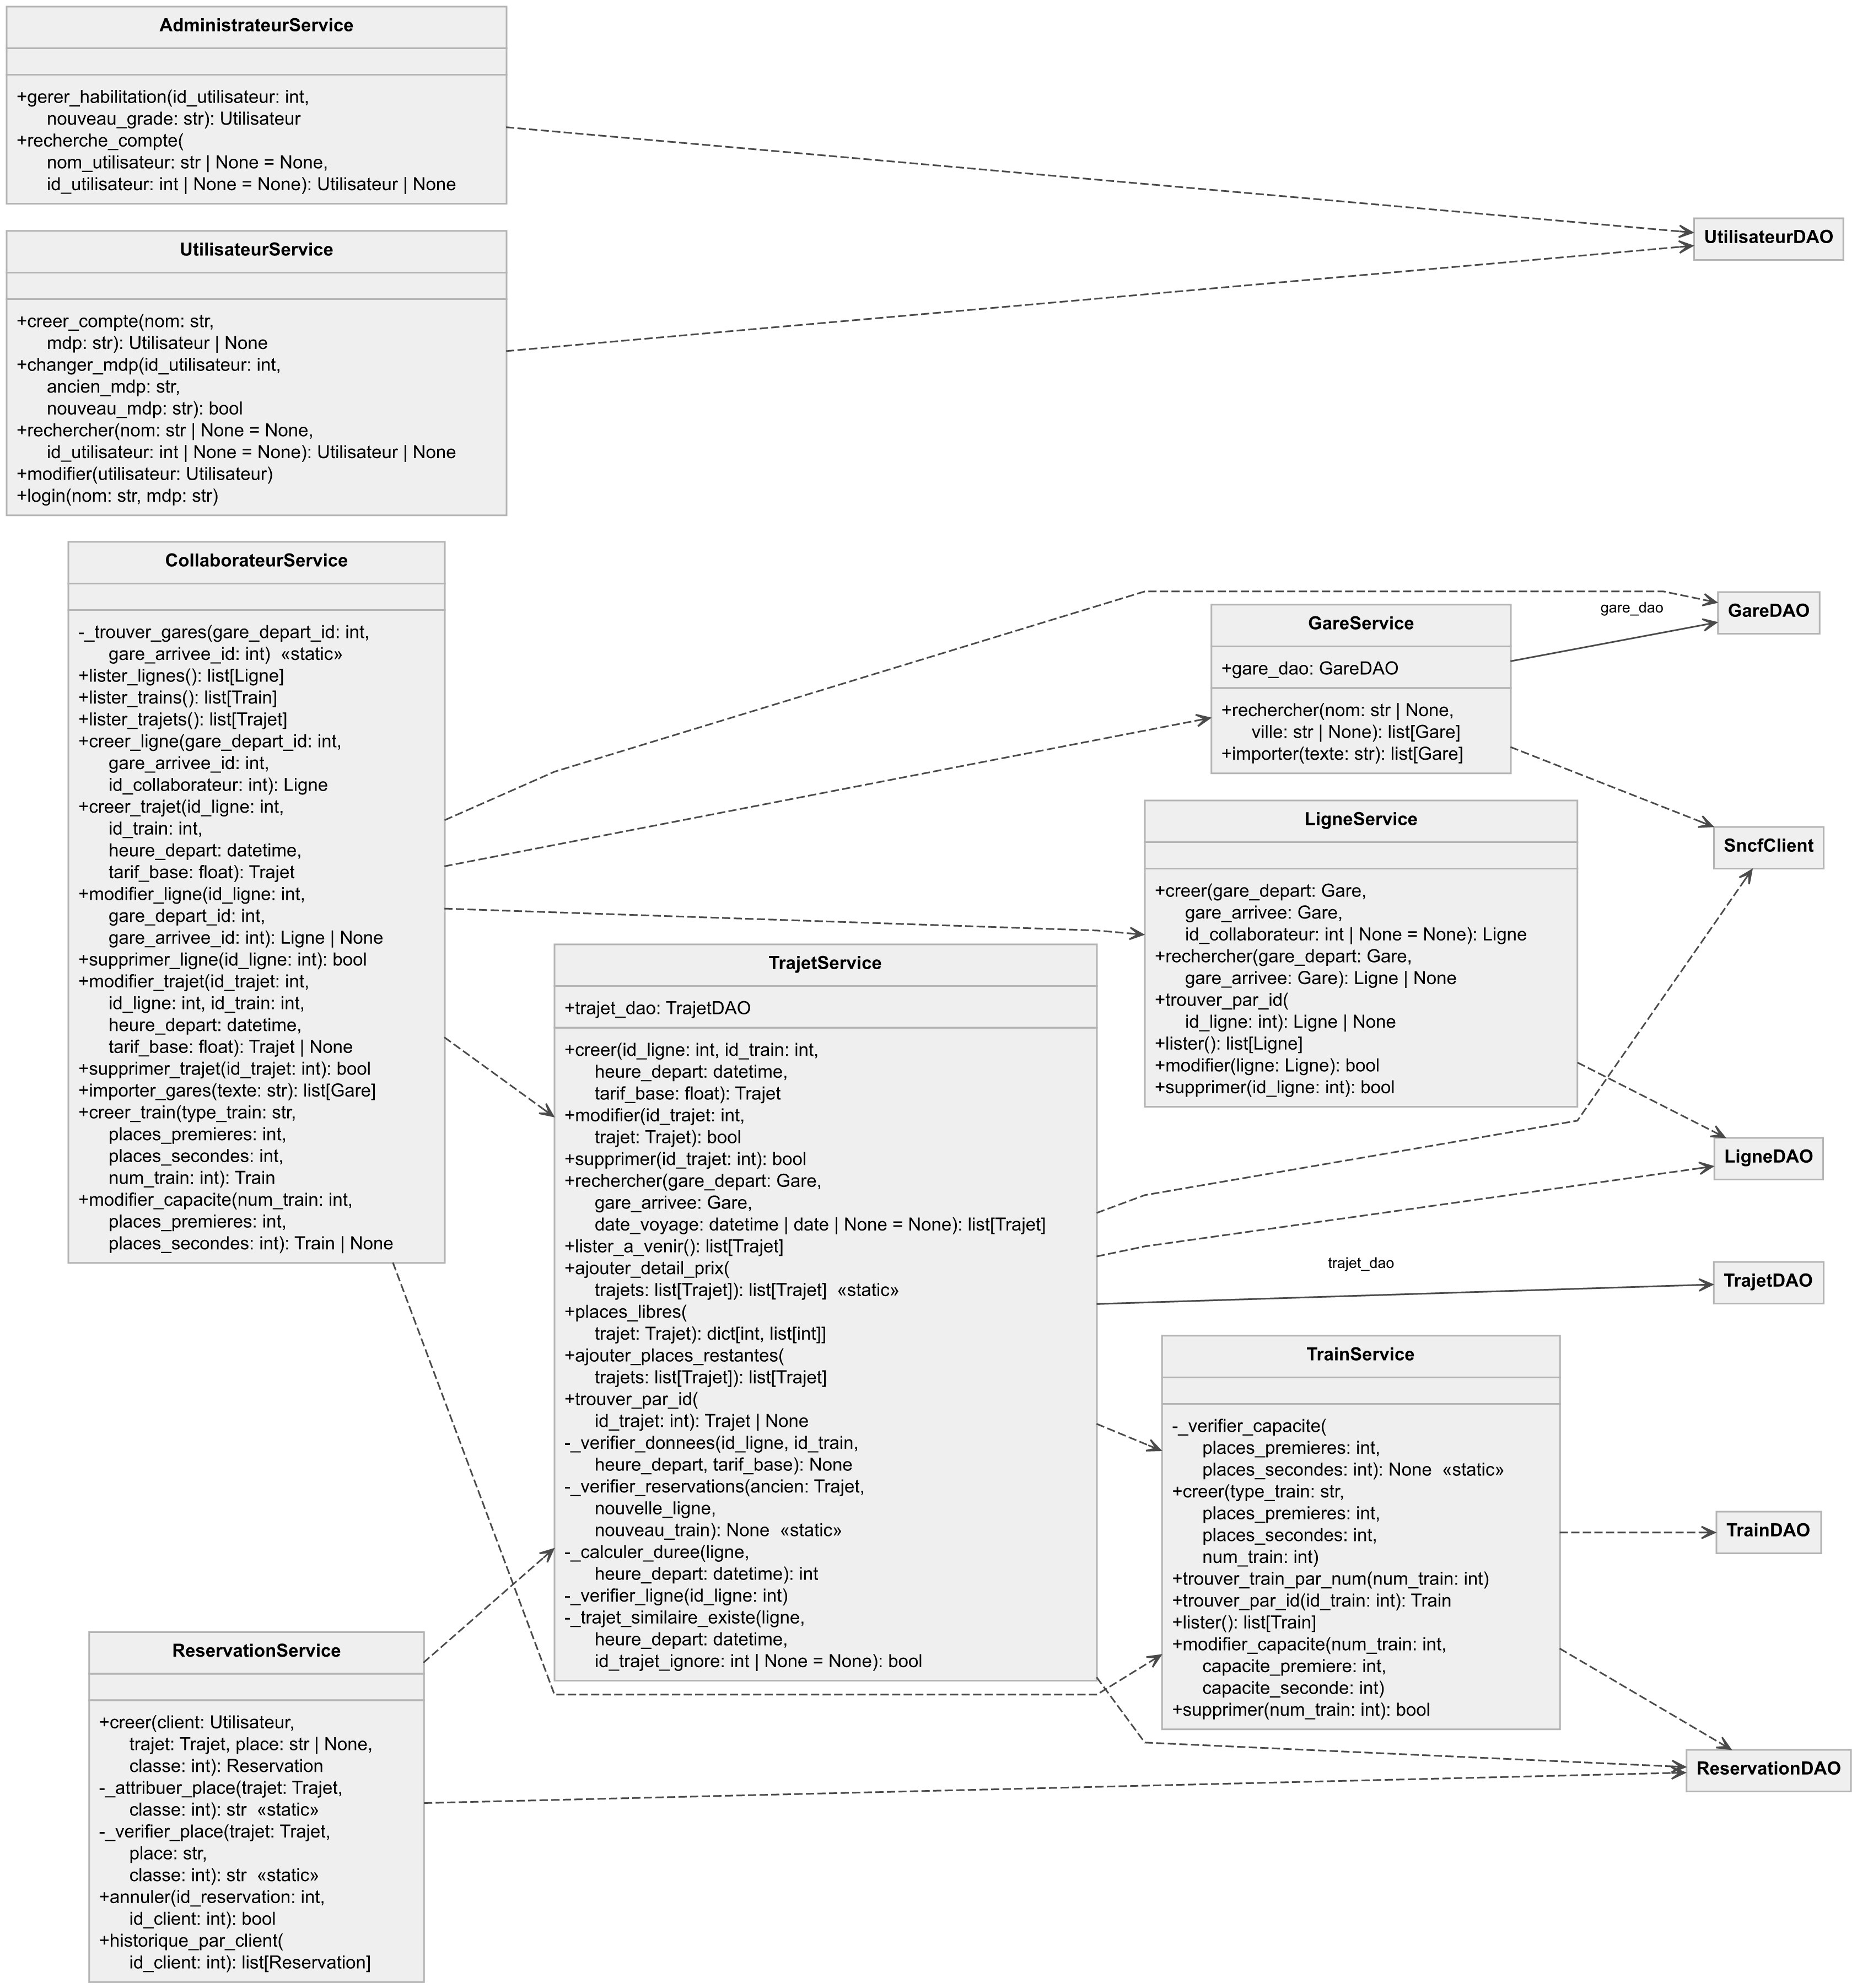 AdministrateurService
+gerer_habilitation(id_utilisateur: int,
nouveau_grade: str): Utilisateur
+recherche_compte(
nom_utilisateur: str | None = None,
id_utilisateur: int | None = None): Utilisateur | None
UtilisateurDAO
UtilisateurService
+creer_compte(nom: str,
mdp: str): Utilisateur | None
+changer_mdp(id_utilisateur: int,
ancien_mdp: str,
nouveau_mdp: str): bool
+rechercher(nom: str | None = None,
id_utilisateur: int | None = None): Utilisateur | None
+modifier(utilisateur: Utilisateur)
+login(nom: str, mdp: str)
CollaborateurService
-_trouver_gares(gare_depart_id: int,
gare_arrivee_id: int)  «static»
+lister_lignes(): list[Ligne]
+lister_trains(): list[Train]
+lister_trajets(): list[Trajet]
+creer_ligne(gare_depart_id: int,
gare_arrivee_id: int,
id_collaborateur: int): Ligne
+creer_trajet(id_ligne: int,
id_train: int,
heure_depart: datetime,
tarif_base: float): Trajet
+modifier_ligne(id_ligne: int,
gare_depart_id: int,
gare_arrivee_id: int): Ligne | None
+supprimer_ligne(id_ligne: int): bool
+modifier_trajet(id_trajet: int,
id_ligne: int, id_train: int,
heure_depart: datetime,
tarif_base: float): Trajet | None
+supprimer_trajet(id_trajet: int): bool
+importer_gares(texte: str): list[Gare]
+creer_train(type_train: str,
places_premieres: int,
places_secondes: int,
num_train: int): Train
+modifier_capacite(num_train: int,
places_premieres: int,
places_secondes: int): Train | None
GareService
+gare_dao: GareDAO
+rechercher(nom: str | None,
ville: str | None): list[Gare]
+importer(texte: str): list[Gare]
gare_dao
GareDAO
SncfClient
LigneService
+creer(gare_depart: Gare,
gare_arrivee: Gare,
id_collaborateur: int | None = None): Ligne
+rechercher(gare_depart: Gare,
gare_arrivee: Gare): Ligne | None
+trouver_par_id(
id_ligne: int): Ligne | None
+lister(): list[Ligne]
+modifier(ligne: Ligne): bool
+supprimer(id_ligne: int): bool
LigneDAO
TrajetService
+trajet_dao: TrajetDAO
+creer(id_ligne: int, id_train: int,
heure_depart: datetime,
tarif_base: float): Trajet
+modifier(id_trajet: int,
trajet: Trajet): bool
+supprimer(id_trajet: int): bool
+rechercher(gare_depart: Gare,
gare_arrivee: Gare,
date_voyage: datetime | date | None = None): list[Trajet]
+lister_a_venir(): list[Trajet]
+ajouter_detail_prix(
trajets: list[Trajet]): list[Trajet]  «static»
+places_libres(
trajet: Trajet): dict[int, list[int]]
+ajouter_places_restantes(
trajets: list[Trajet]): list[Trajet]
+trouver_par_id(
id_trajet: int): Trajet | None
-_verifier_donnees(id_ligne, id_train,
heure_depart, tarif_base): None
-_verifier_reservations(ancien: Trajet,
nouvelle_ligne,
nouveau_train): None  «static»
-_calculer_duree(ligne,
heure_depart: datetime): int
-_verifier_ligne(id_ligne: int)
-_trajet_similaire_existe(ligne,
heure_depart: datetime,
id_trajet_ignore: int | None = None): bool
trajet_dao
TrajetDAO
TrainService
-_verifier_capacite(
places_premieres: int,
places_secondes: int): None  «static»
+creer(type_train: str,
places_premieres: int,
places_secondes: int,
num_train: int)
+trouver_train_par_num(num_train: int)
+trouver_par_id(id_train: int): Train
+lister(): list[Train]
+modifier_capacite(num_train: int,
capacite_premiere: int,
capacite_seconde: int)
+supprimer(num_train: int): bool
TrainDAO
ReservationDAO
ReservationService
+creer(client: Utilisateur,
trajet: Trajet, place: str | None,
classe: int): Reservation
-_attribuer_place(trajet: Trajet,
classe: int): str  «static»
-_verifier_place(trajet: Trajet,
place: str,
classe: int): str  «static»
+annuler(id_reservation: int,
id_client: int): bool
+historique_par_client(
id_client: int): list[Reservation]